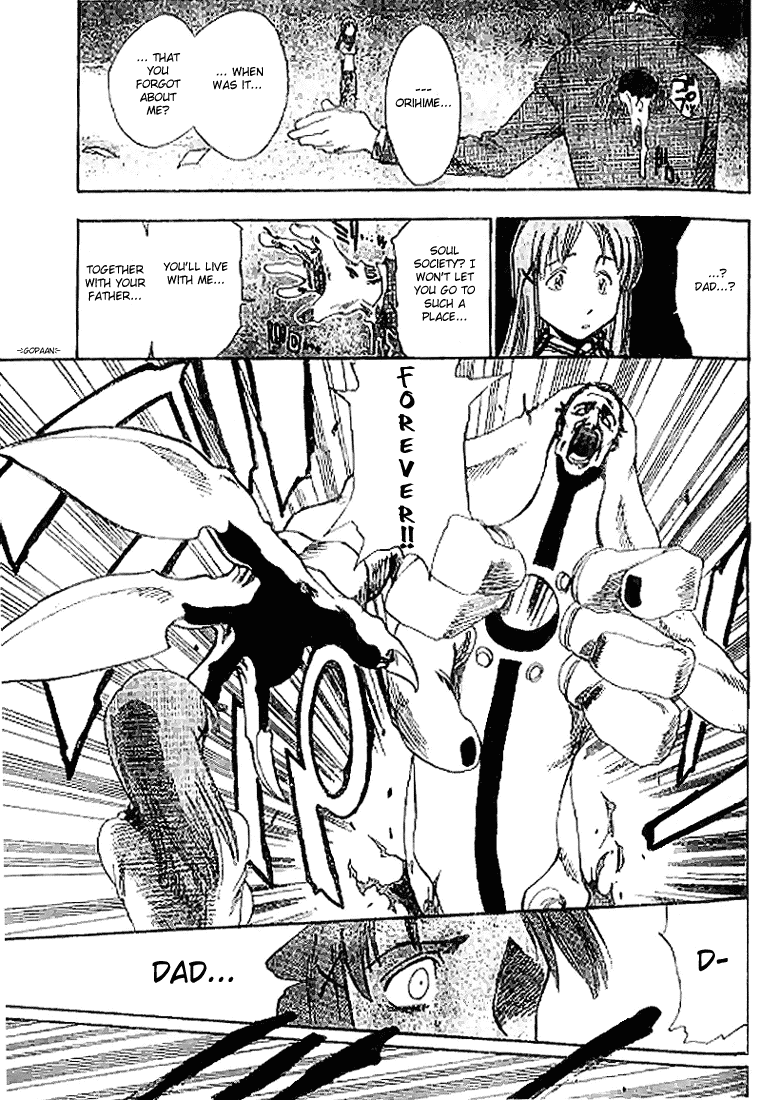 ---
ORIHIME...
... WHEN
WAS IT...
... THAT
YOU
FORGOT
ABOUT
ME?
...?
DAD...?
SOUL
SOCIETY? I
WON'T LET
YOU GO TO
SUCH A
PLACE...
YOU'LL LIVE
WITH ME...
TOGETHER
WITH YOUR
FATHER...
-=GOPAAN=-
FOREVER!!
D-
DAD...